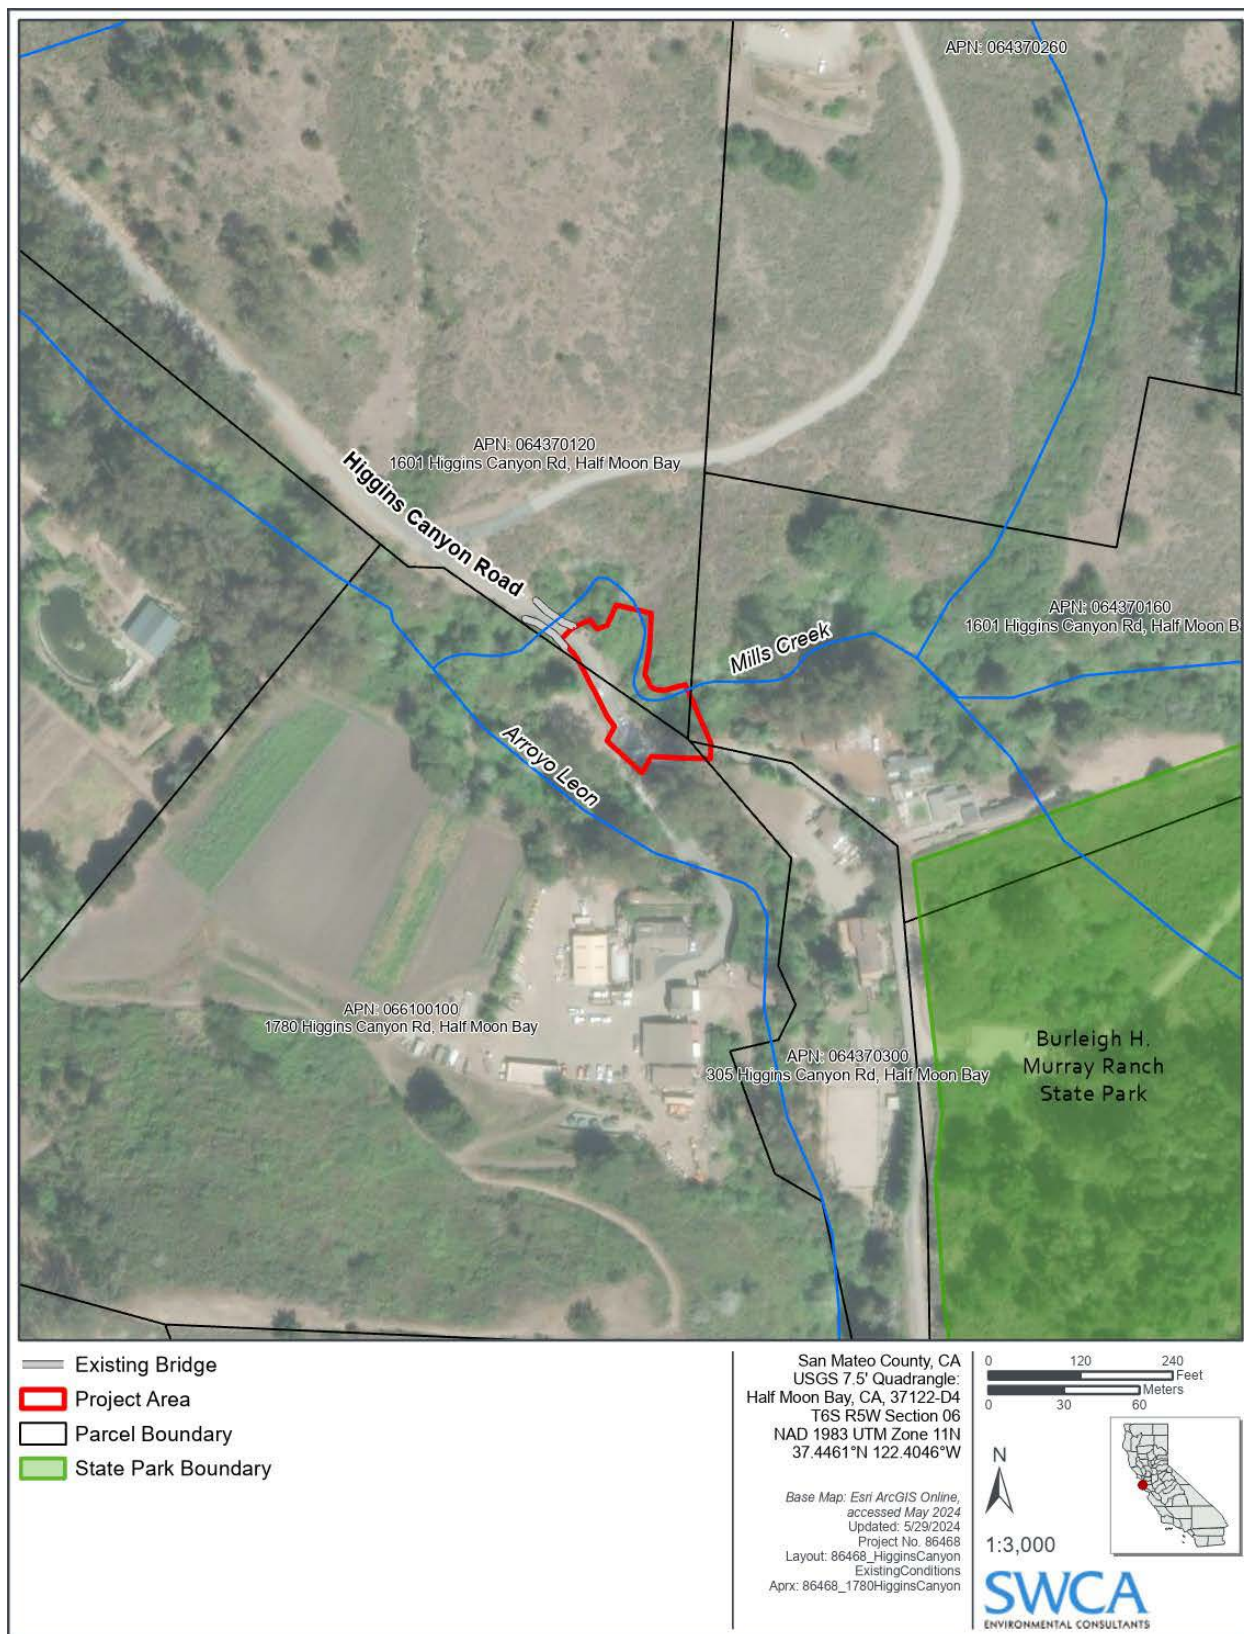 APN: 064370260
APN: 064370120
1601 Higgins Canyon Rd, Half Moon Bay
Higgins Canyon Road
APN: 064370160
1601 Higgins Canyon Rd, Half Moon B
Mills Creek
Arroyo Leon
APN: 066100100
1780 Higgins Canyon Rd, Half Moon Bay
APN: 064370300
305 Higgins Canyon Rd, Half Moon Bay
Burleigh H.
Murray Ranch
State Park
Existing Bridge
Project Area
Parcel Boundary
State Park Boundary
San Mateo County, CA
USGS 7.5' Quadrangle:
Half Moon Bay, CA, 37122-D4
T6S R5W Section 06
NAD 1983 UTM Zone 11N
37.4461°N 122.4046°W
Base Map: Esri ArcGIS Online,
accessed May 2024
Updated: 5/29/2024
Project No. 86468
Layout: 86468_HigginsCanyon
ExistingConditions
Aprx: 86468_1780HigginsCanyon
0 120 240
Feet
Meters
0 30 60
N
1:3,000
SWCA
ENVIRONMENTAL CONSULTANTS